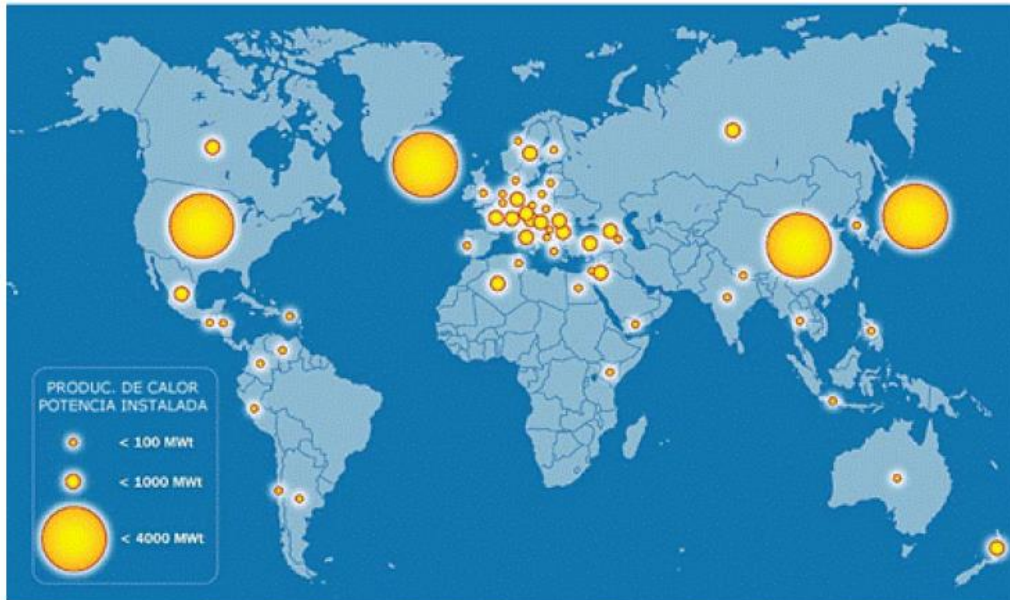 PRODUC. DE CALOR
POTENCIA INSTALADA
< 100 MWt
< 1000 MWt
< 4000 MWt